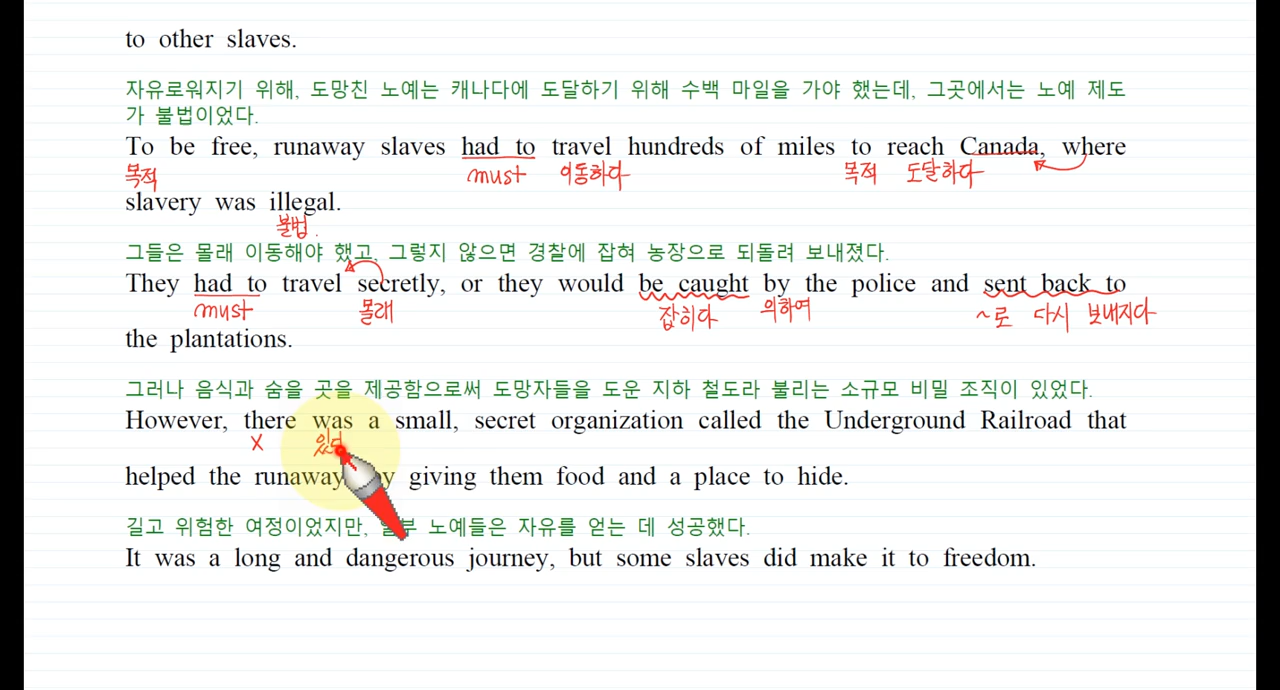 to other slaves.
자유로워지기 위해, 도망친 노예는 캐나다에 도달하기 위해 수백 마일을 가야 했는데, 그곳에서는 노예 제도
가 불법이었다.
To be free, runaway slaves had to travel hundreds of miles to reach Canada, where
목적 must 이동하다 목적 도달하다
slavery was illegal.
불법.
그들은 몰래 이동해야 했고, 그렇지 않으면 경찰에 잡혀 농장으로 되돌려 보내졌다.
They had to travel secretly, or they would be caught by the police and sent back to
must 몰래 잡히다 의하여 ~로 다시 보내지다
the plantations.
그러나 음식과 숨을 곳을 제공함으로써 도망자들을 도운 지하 철도라 불리는 소규모 비밀 조직이 있었다.
However, there was a small, secret organization called the Underground Railroad that
X
helped the runaway giving them food and a place to hide.
길고 위험한 여정이었지만, 노예들은 자유를 얻는 데 성공했다.
It was a long and dangerous journey, but some slaves did make it to freedom.